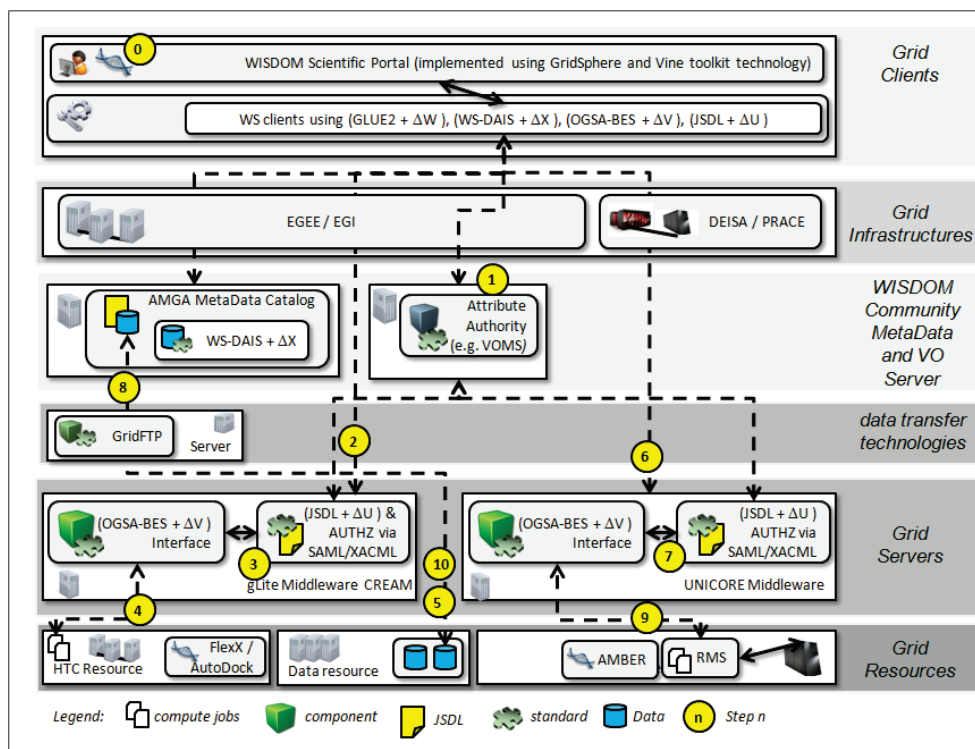 0
WISDOM Scientific Portal (implemented using GridSphere and Vine toolkit technology)
Grid
Clients
WS clients using (GLUE2 + ΔW ), (WS-DAIS + ΔX ), (OGSA-BES + ΔV ), (JSDL + ΔU )
EGEE / EGI
DEISA / PRACE
Grid
Infrastructures
1
AMGA MetaData Catalog
WS-DAIS + ΔX
Attribute
Authority
(e.g. VOMS)
WISDOM
Community
MetaData
and VO
Server
8
GridFTP
Server
2
6
data transfer
technologies
(OGSA-BES + ΔV )
Interface
(JSDL + ΔU ) &
AUTHZ via
SAML/XACML
3
10
gLite Middleware CREAM
(OGSA-BES + ΔV )
Interface
(JSDL + ΔU )
AUTHZ via
SAML/XACML
7
UNICORE Middleware
Grid
Servers
4
5
9
HTC Resource
FlexX /
AutoDock
Data resource
AMBER
RMS
Grid
Resources
Legend:
compute jobs
component
JSDL
standard
Data
n
Step n